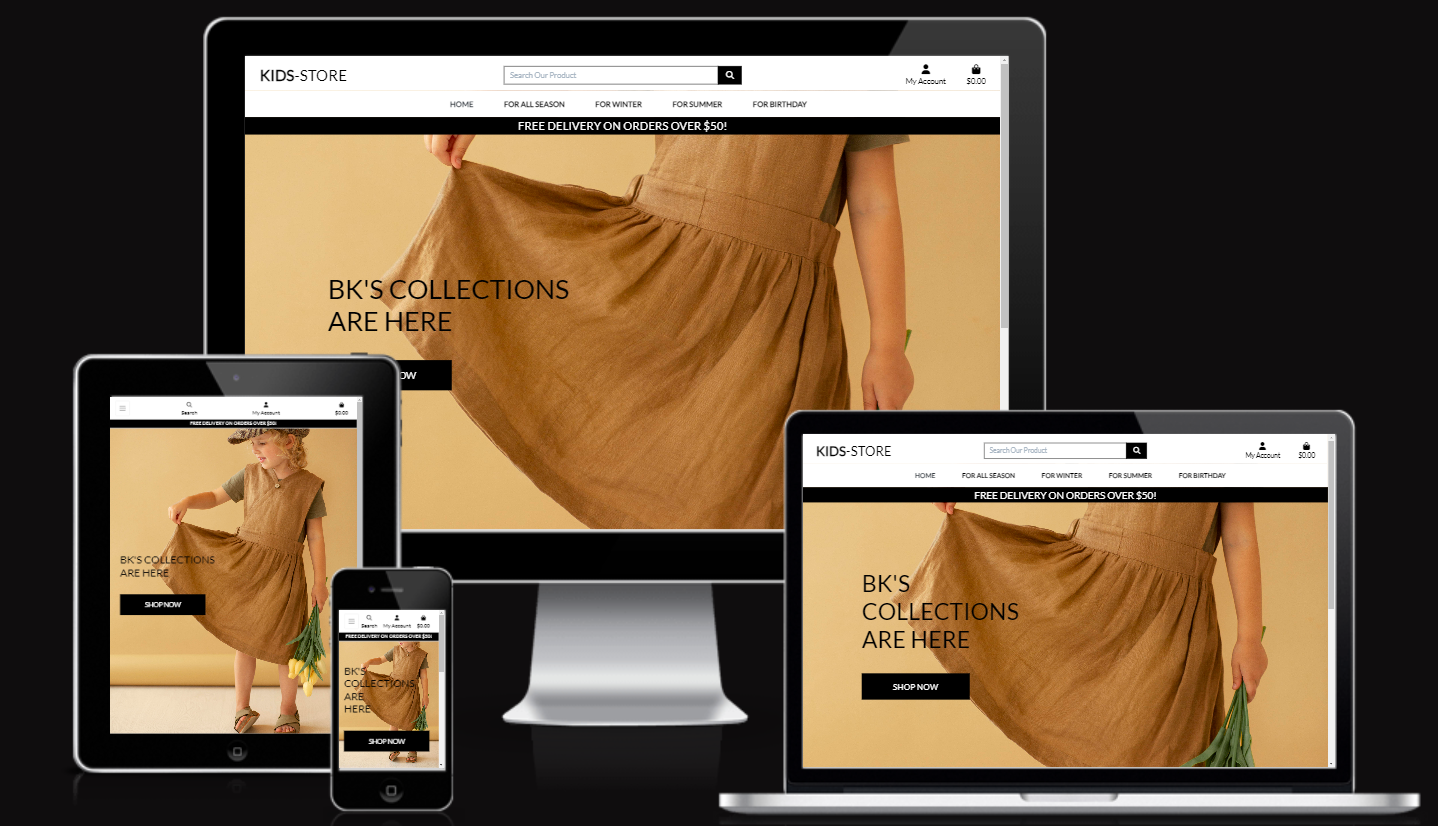 KIDS-STORE
Search Our Product
My Account
$0.00
HOME
FOR ALL SEASON
FOR WINTER
FOR SUMMER
FOR BIRTHDAY
FREE DELIVERY ON ORDERS OVER $50!
BK'S COLLECTIONS
ARE HERE
OW
Search
My Account
$0.00
FREE DELIVERY ON ORDERS OVER $50!
BK'S COLLECTIONS
ARE HERE
SHOP NOW
Search
My Account
$0.00
FREE DELIVERY ON ORDERS OVER $50!
BK'S
COLLECTIONS
ARE
HERE
SHOP NOW
KIDS-STORE
Search Our Product
My Account
$0.00
HOME
FOR ALL SEASON
FOR WINTER
FOR SUMMER
FOR BIRTHDAY
FREE DELIVERY ON ORDERS OVER $50!
BK'S
COLLECTIONS
ARE HERE
SHOP NOW